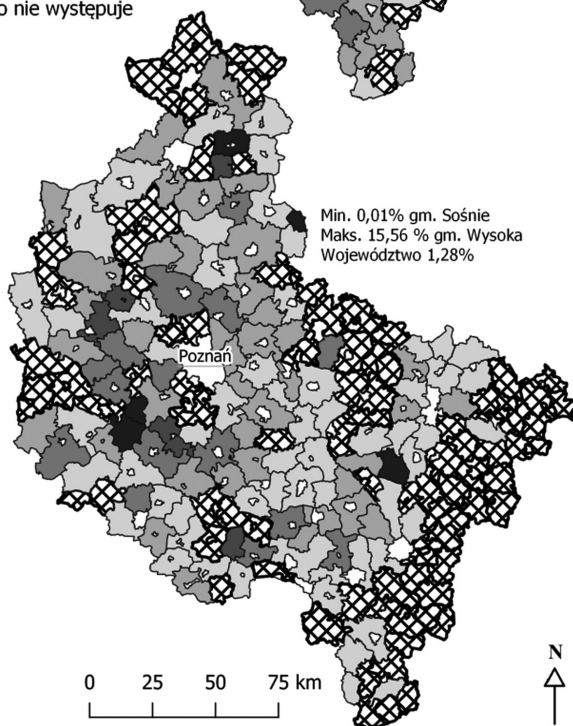 o nie występuje
Min. 0,01% gm. Sośnie
Maks. 15,56 % gm. Wysoka
Województwo 1,28%
Poznań
N
0 25 50 75 km